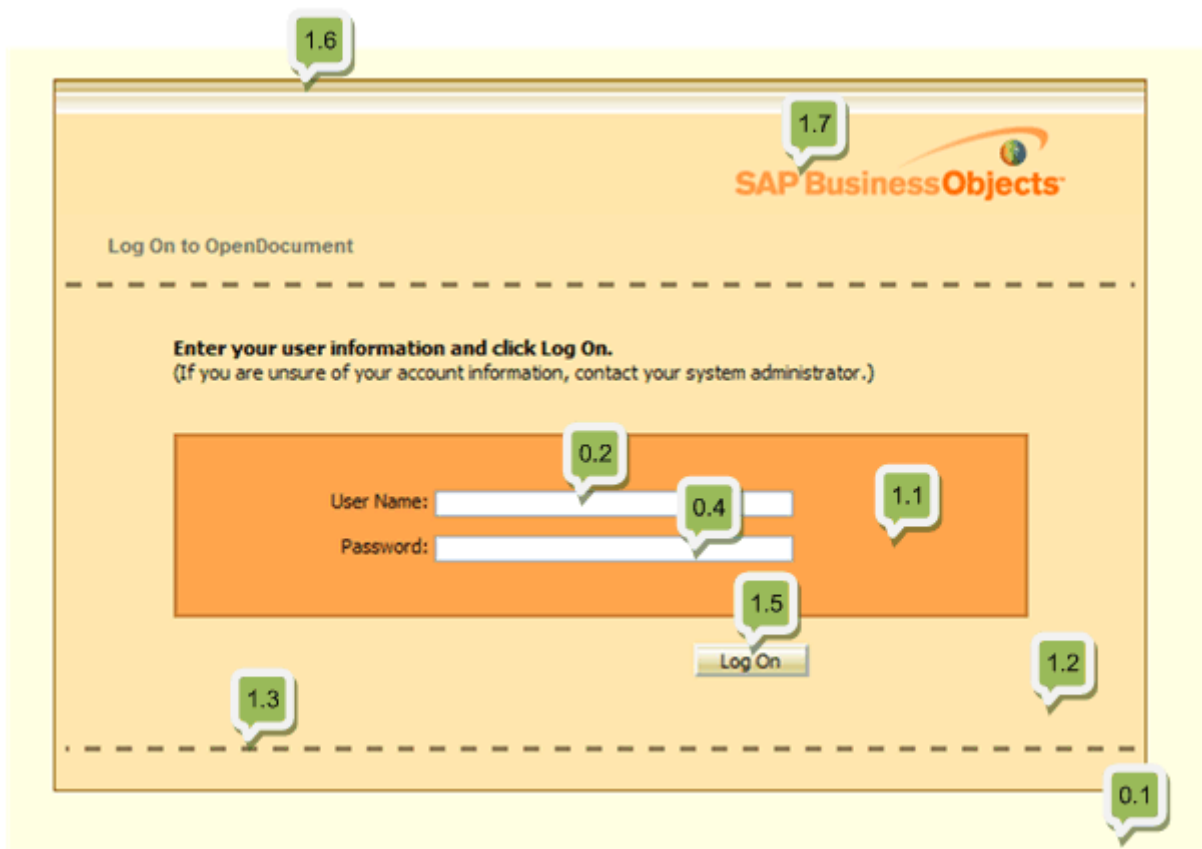 1.6
1.7
SAP BusinessObjects
Log On to OpenDocument
Enter your user information and click Log On.
(If you are unsure of your account information, contact your system administrator.)
0.2
User Name:
0.4
1.1
Password:
1.5
Log On
1.2
1.3
0.1